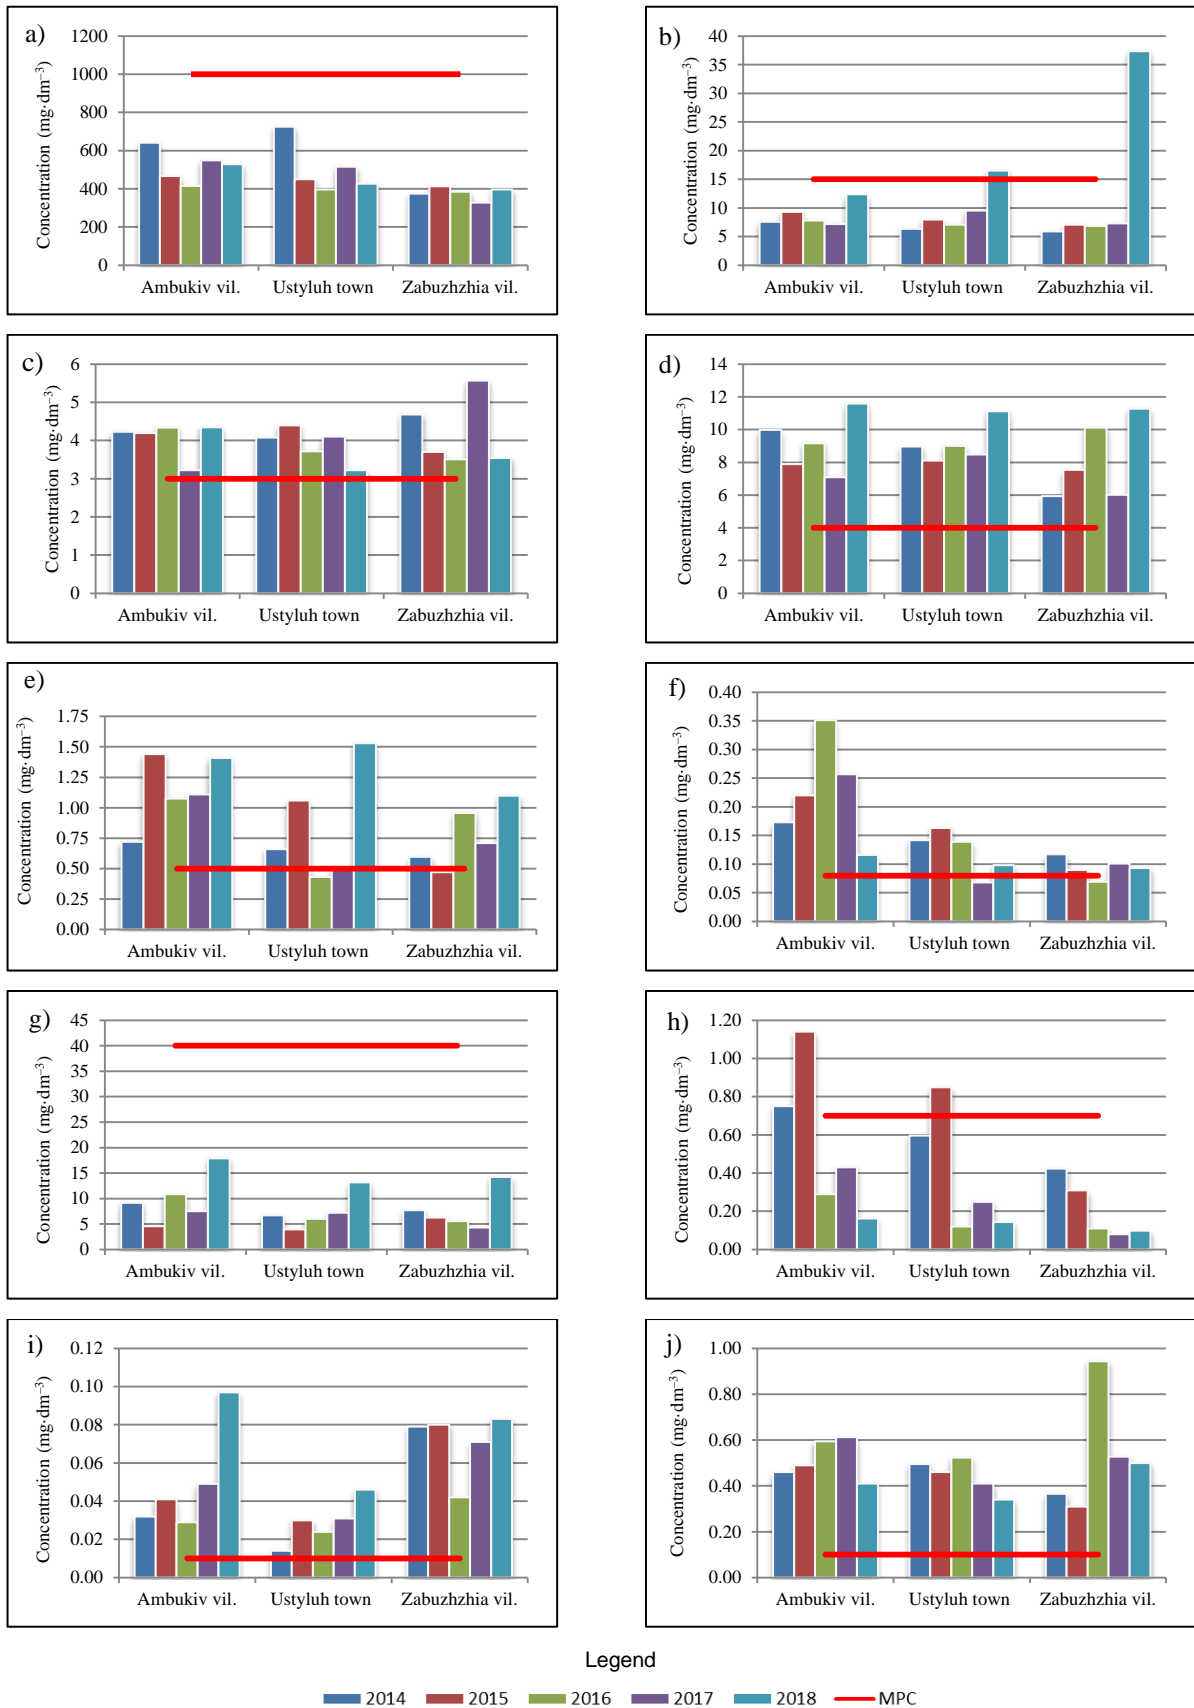 a)
Concentration (mg·dm⁻³)
1200
1000
800
600
400
200
0
Ambukiv vil. Ustyluh town Zabuzhzhia vil.
b)
Concentration (mg·dm⁻³)
40
35
30
25
20
15
10
5
0
Ambukiv vil. Ustyluh town Zabuzhzhia vil.
c)
Concentration (mg·dm⁻³)
6
5
4
3
2
1
0
Ambukiv vil. Ustyluh town Zabuzhzhia vil.
d)
Concentration (mg·dm⁻³)
14
12
10
8
6
4
2
0
Ambukiv vil. Ustyluh town Zabuzhzhia vil.
e)
Concentration (mg·dm⁻³)
1.75
1.50
1.25
1.00
0.75
0.50
0.25
0.00
Ambukiv vil. Ustyluh town Zabuzhzhia vil.
f)
Concentration (mg·dm⁻³)
0.40
0.35
0.30
0.25
0.20
0.15
0.10
0.05
0.00
Ambukiv vil. Ustyluh town Zabuzhzhia vil.
g)
Concentration (mg·dm⁻³)
45
40
35
30
25
20
15
10
5
0
Ambukiv vil. Ustyluh town Zabuzhzhia vil.
h)
Concentration (mg·dm⁻³)
1.20
1.00
0.80
0.60
0.40
0.20
0.00
Ambukiv vil. Ustyluh town Zabuzhzhia vil.
i)
Concentration (mg·dm⁻³)
0.12
0.10
0.08
0.06
0.04
0.02
0.00
Ambukiv vil. Ustyluh town Zabuzhzhia vil.
j)
Concentration (mg·dm⁻³)
1.00
0.80
0.60
0.40
0.20
0.00
Ambukiv vil. Ustyluh town Zabuzhzhia vil.
Legend
2014 2015 2016 2017 2018 MPC